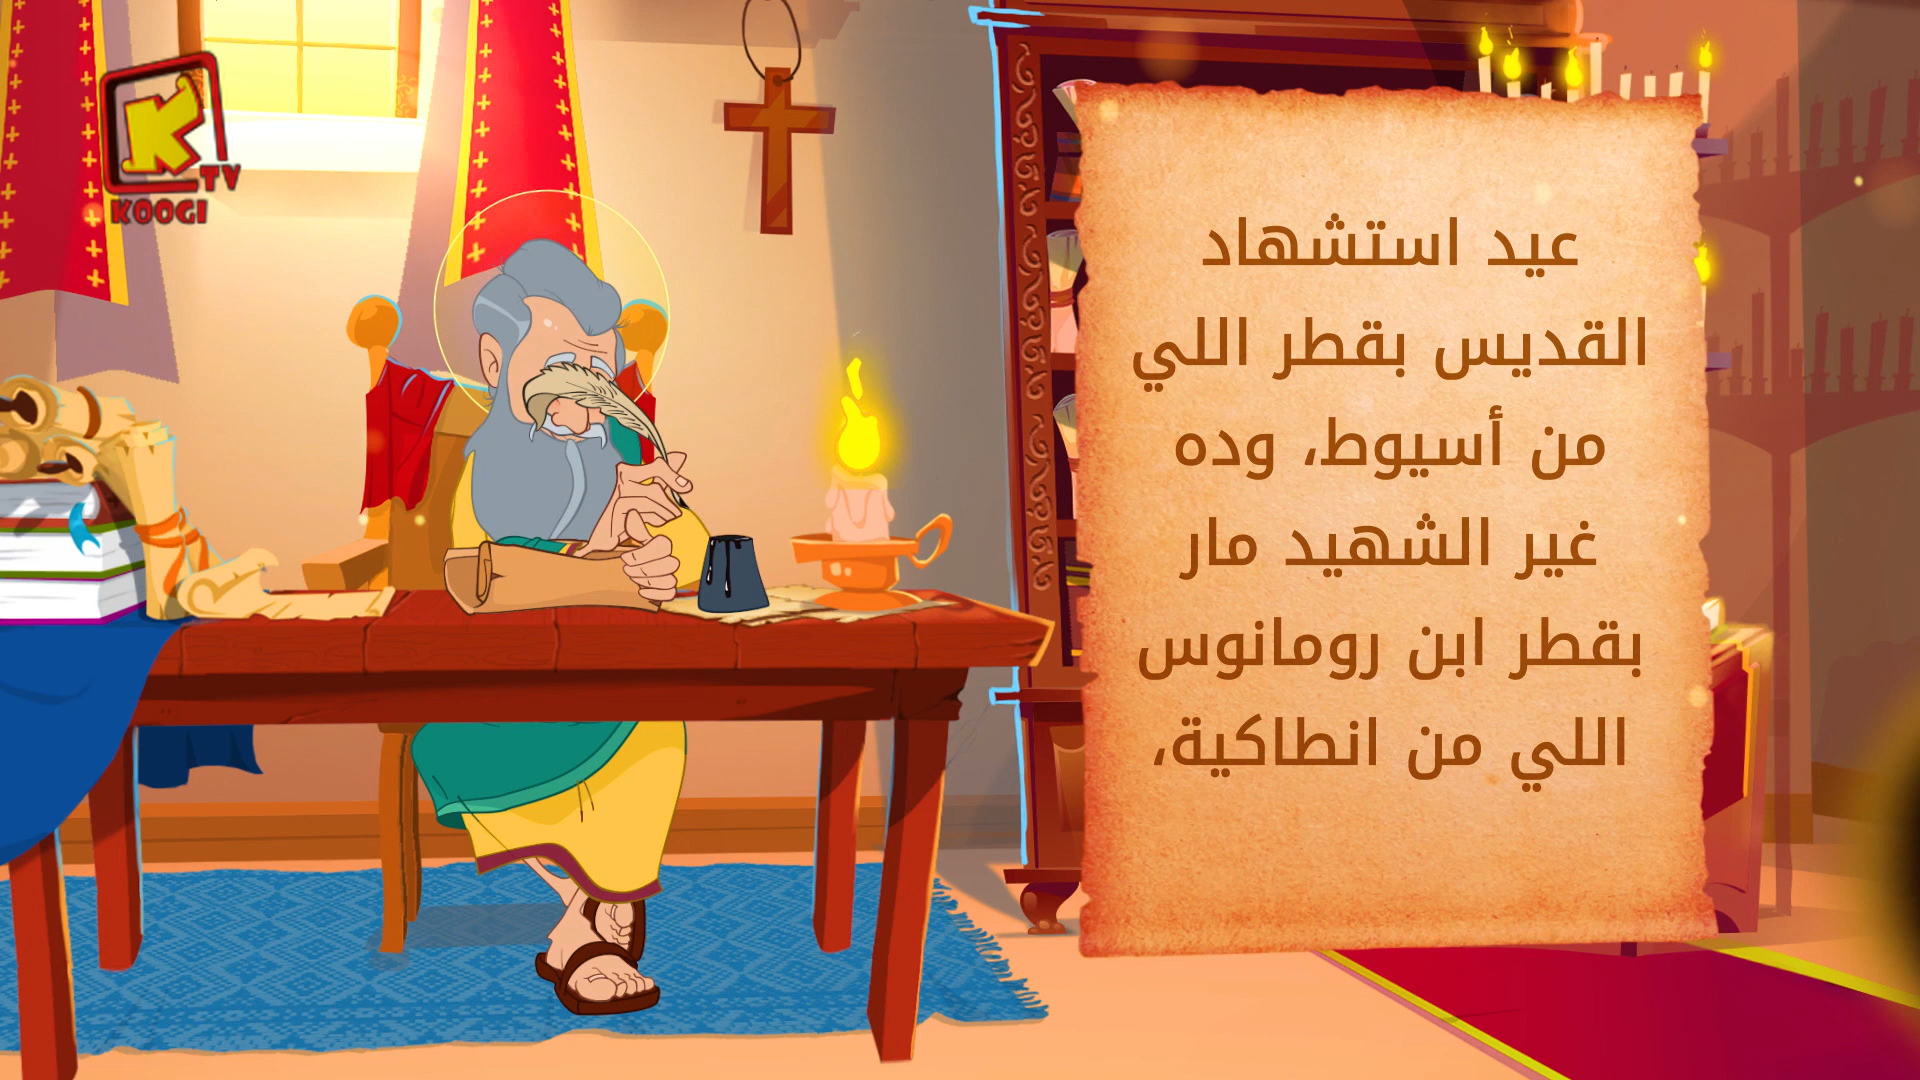 TV
KOOGI
عيد استشهاد
القديس بقطر اللي
من أسيوط، وده
غير الشهيد مار
بقطر ابن رومانوس
اللي من انطاكية،